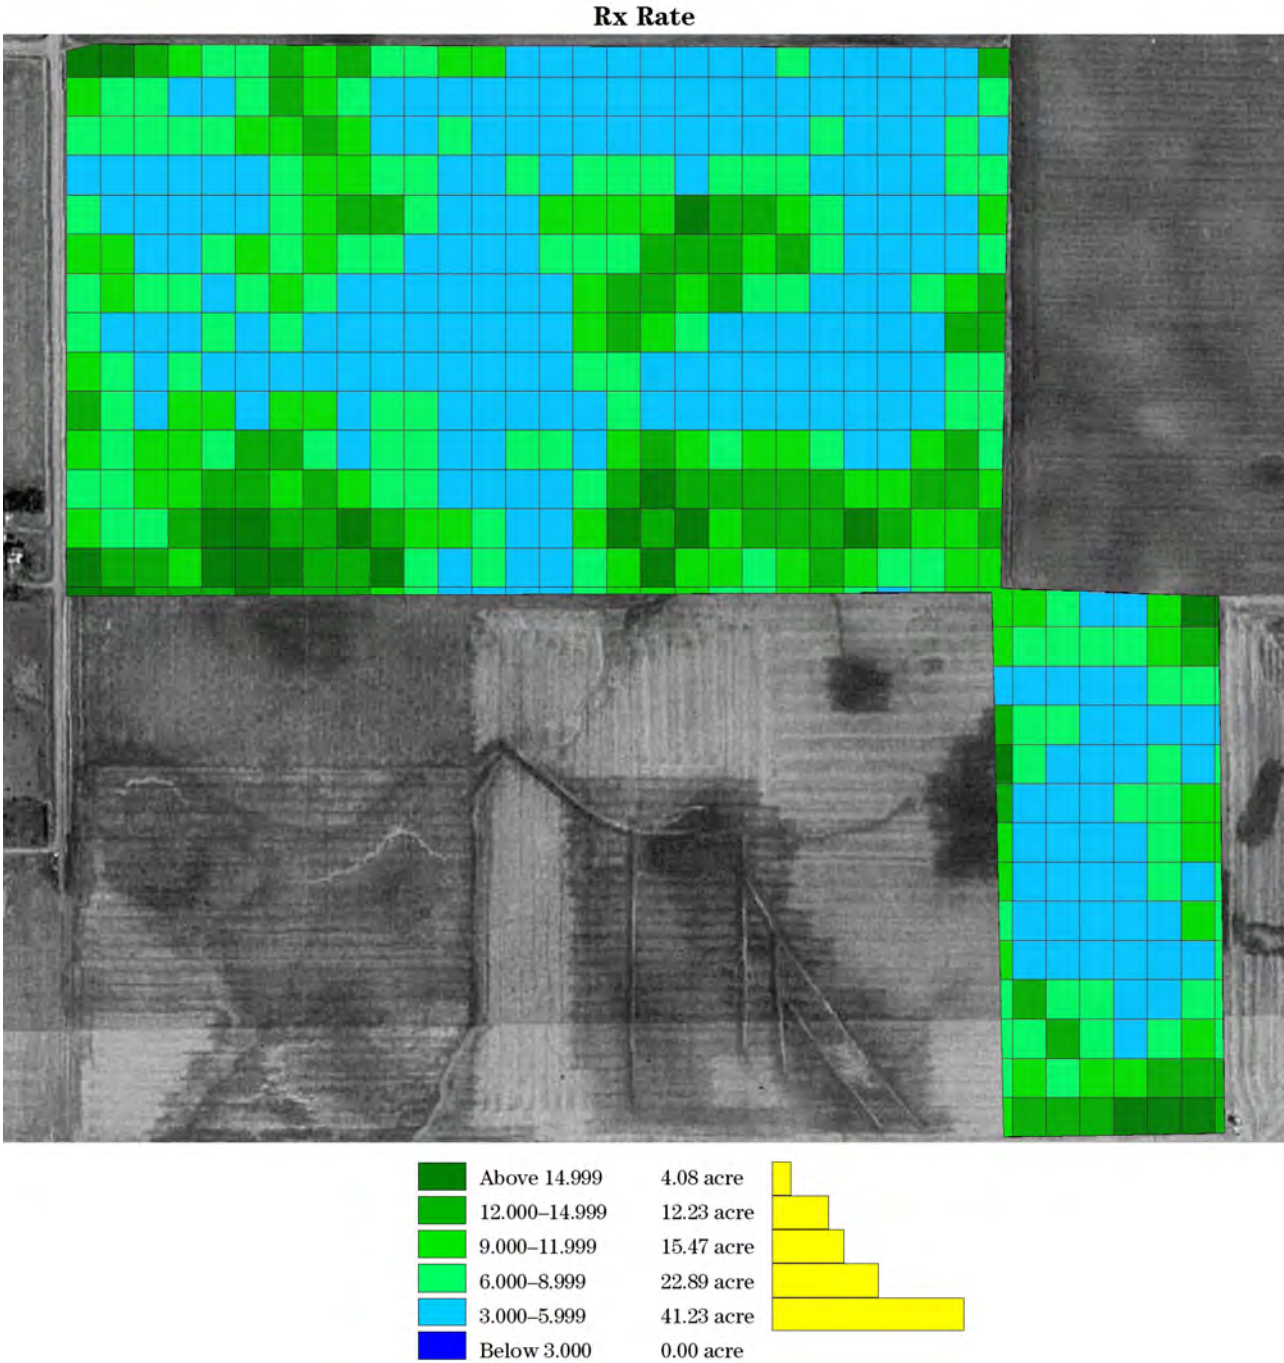 Rx Rate
Above 14.999 4.08 acre
12.000–14.999 12.23 acre
9.000–11.999 15.47 acre
6.000–8.999 22.89 acre
3.000–5.999 41.23 acre
Below 3.000 0.00 acre